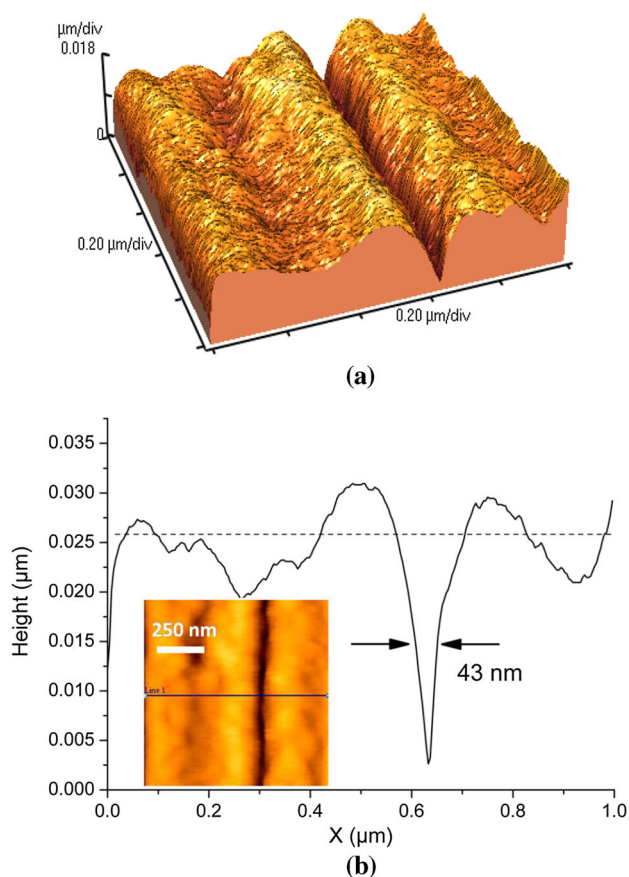 µm/div
0.018
0
0.20 µm/div
0.20 µm/div
(a)
Height (µm)
0.035
0.030
0.025
0.020
0.015
0.010
0.005
0.000
250 nm
Line 1
43 nm
0.0 0.2 0.4 0.6 0.8 1.0
X (µm)
(b)